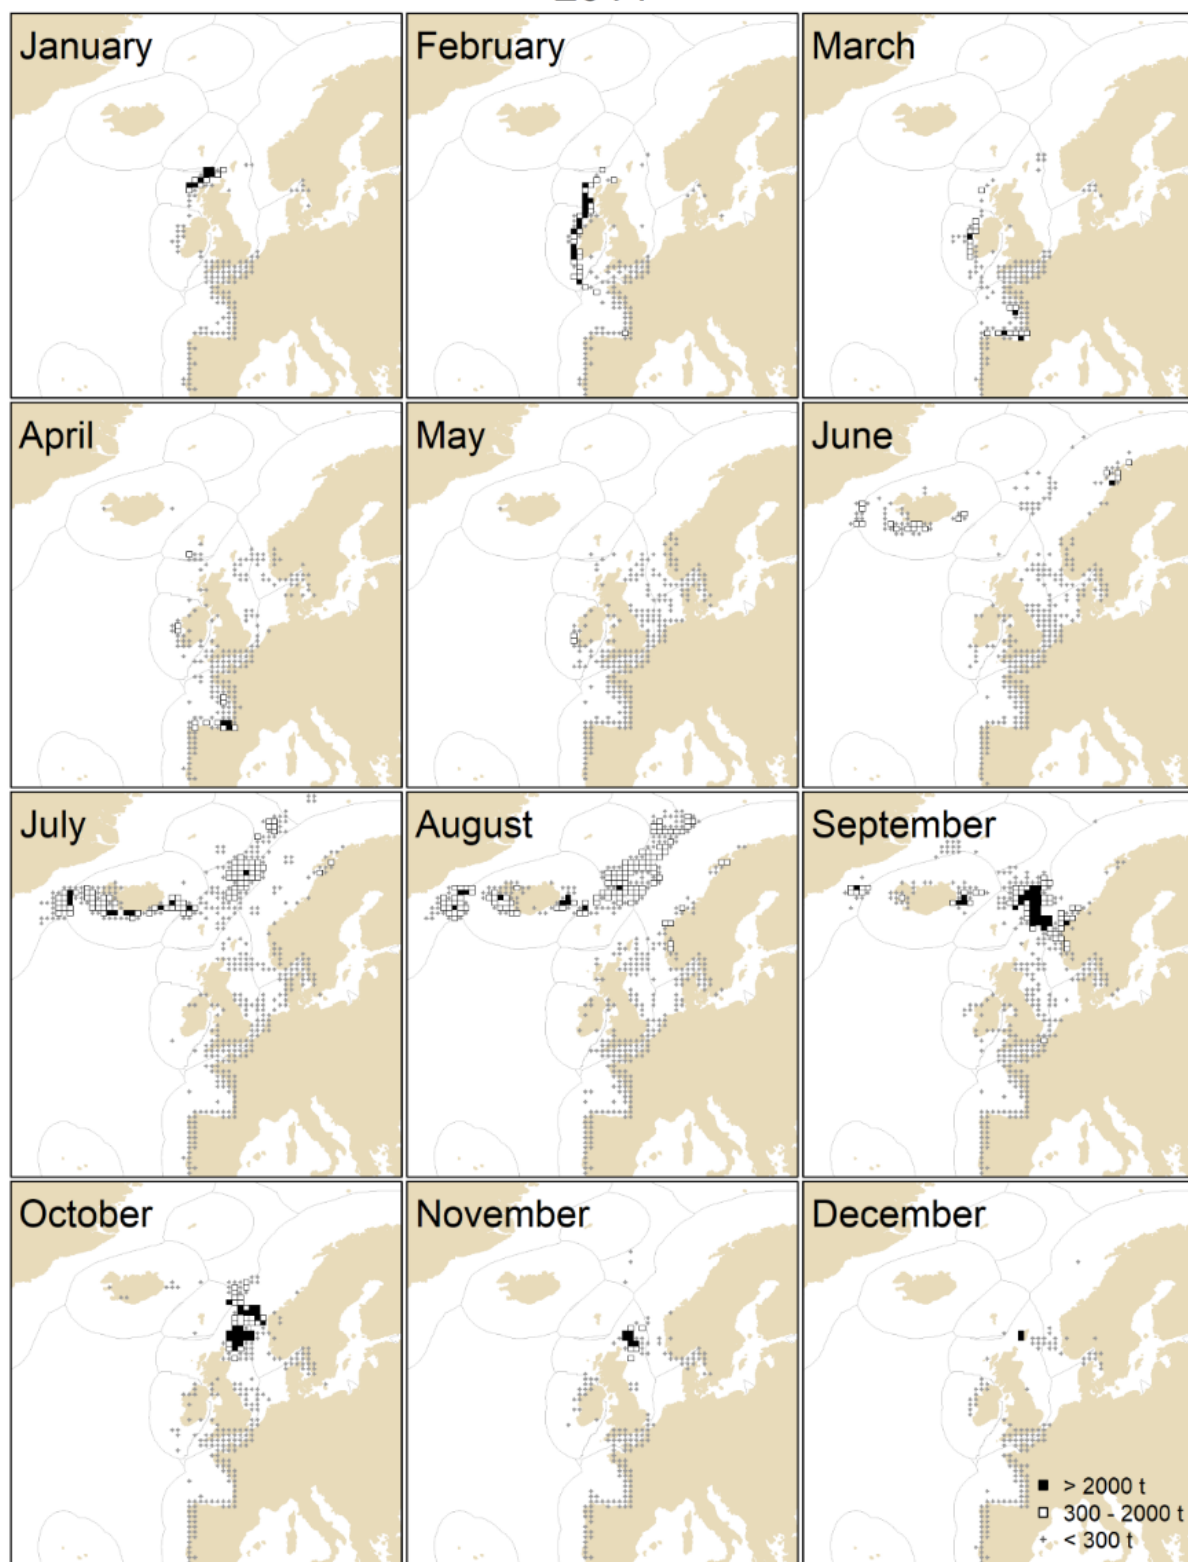 January
February
March
April
May
June
July
August
September
October
November
December
> 2000 t
300 - 2000 t
< 300 t